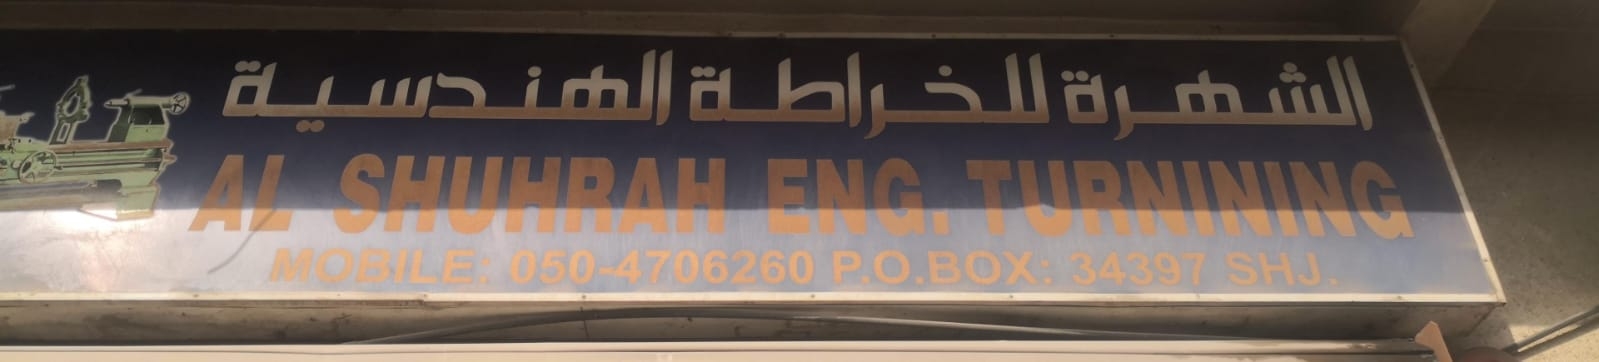 الشهرة للخراطة الهندسية
AL SHUHRAH ENG. TURNINING
MOBILE: 050-4706260 P.O.BOX: 34397 SHJ.